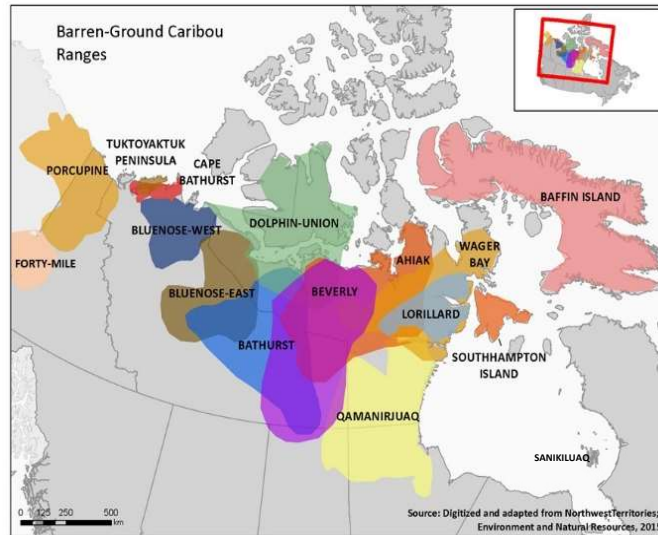 Barren-Ground Caribou
Ranges
TUKTOYAKTUK
PENINSULA
CAPE
BATHURST
PORCUPINE
BAFFIN ISLAND
DOLPHIN-UNION
BLUENOSE-WEST
WAGER
BAY
FORTY-MILE
AHIAK
BLUENOSE-EAST
BEVERLY
LORILLARD
BATHURST
SOUTHHAMPTON
ISLAND
QAMANIRJUAQ
SANIKILUAQ
0 125 250 500
km
Source: Digitized and adapted from NorthwestTerritories;
Environment and Natural Resources, 2015